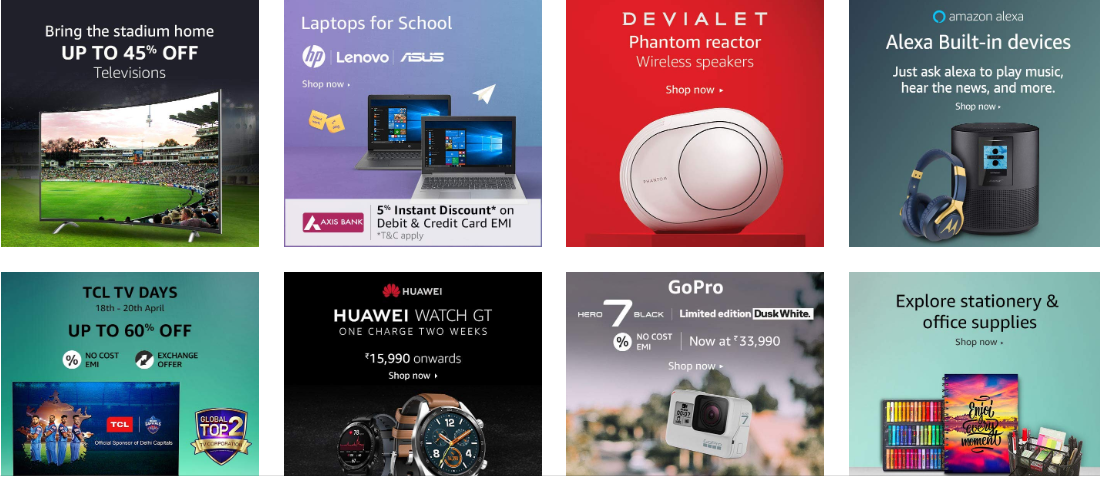 Bring the stadium home
UP TO 45% OFF
Televisions
Laptops for School
hp Lenovo ASUS
Shop now ▸
AXIS BANK
5% Instant Discount* on
Debit & Credit Card EMI
*T&C apply
DEVIALET
Phantom reactor
Wireless speakers
Shop now ▸
PHANTOM
amazon alexa
Alexa Built-in devices
Just ask alexa to play music,
hear the news, and more.
Shop now ▸
TCL TV DAYS
18th - 20th April
UP TO 60% OFF
% NO COST
EMI
EXCHANGE
OFFER
TCL
Official Sponsor of Delhi Capitals
GLOBAL
TOP2
TV CORPORATION
HUAWEI
HUAWEI WATCH GT
ONE CHARGE TWO WEEKS
₹15,990 onwards
Shop now ▸
GoPro
HERO 7 BLACK | Limited edition Dusk White.
% NO COST
EMI
Now at ₹33,990
Shop now ▸
7
GoPro
Explore stationery &
office supplies
Shop now ▸
Enjoy
every
moment